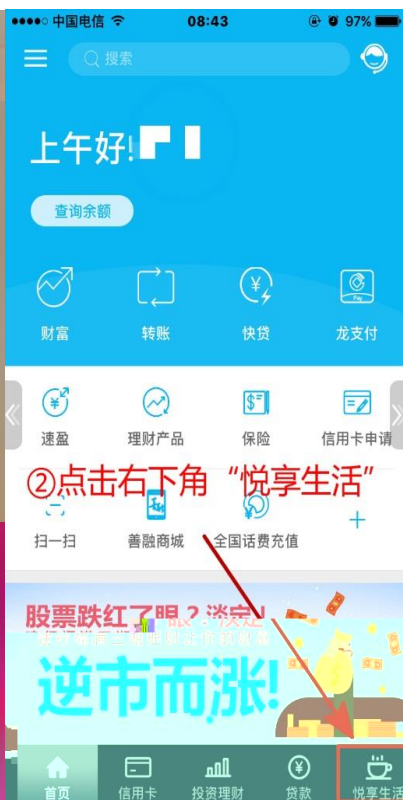 中国电信 08:43 97%
搜索
上午好!
查询余额
财富 转账 快贷 龙支付
速盈 理财产品 保险 信用卡申请
②点击右下角“悦享生活”
扫一扫 善融商城 全国话费充值
股票跌红了眼?淡定!
逆市而涨!
首页 信用卡 投资理财 贷款 悦享生活